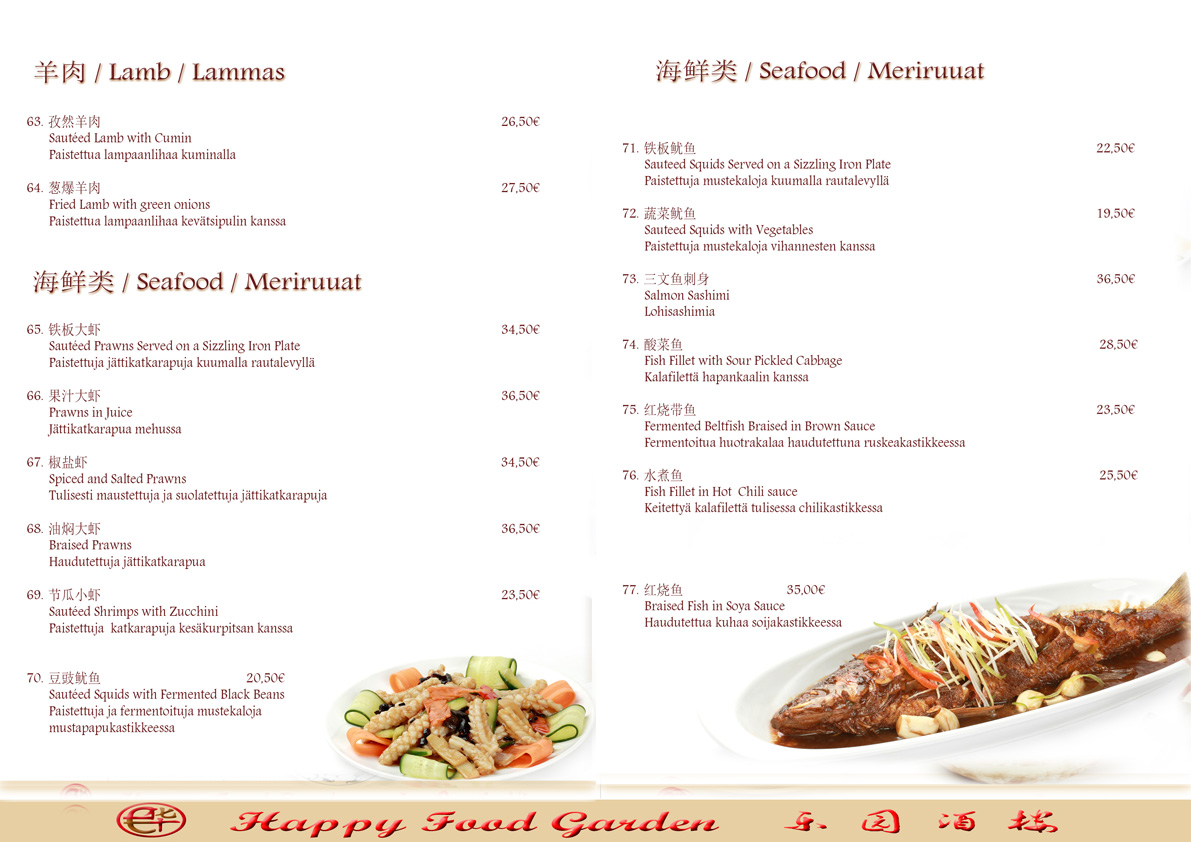 羊肉 / Lamb / Lammas
63. 孜然羊肉 26,50€
Sautéed Lamb with Cumin
Paistettua lampaanlihaa kuminalla
64. 葱爆羊肉 27,50€
Fried Lamb with green onions
Paistettua lampaanlihaa kevätsipulin kanssa
海鲜类 / Seafood / Meriruuat
65. 铁板大虾 34,50€
Sautéed Prawns Served on a Sizzling Iron Plate
Paistettuja jättikatkarapuja kuumalla rautalevyllä
66. 果汁大虾 36,50€
Prawns in Juice
Jättikatkarapua mehussa
67. 椒盐虾 34,50€
Spiced and Salted Prawns
Tulisesti maustettuja ja suolatettuja jättikatkarapuja
68. 油焖大虾 36,50€
Braised Prawns
Haudutettuja jättikatkarapua
69. 节瓜小虾 23,50€
Sautéed Shrimps with Zucchini
Paistettuja katkarapuja kesäkurpitsan kanssa
70. 豆豉鱿鱼 20,50€
Sautéed Squids with Fermented Black Beans
Paistettuja ja fermentoituja mustekaloja
mustapapukastikkeessa
海鲜类 / Seafood / Meriruuat
71. 铁板鱿鱼 22,50€
Sauteed Squids Served on a Sizzling Iron Plate
Paistettuja mustekaloja kuumalla rautalevyllä
72. 蔬菜鱿鱼 19,50€
Sauteed Squids with Vegetables
Paistettuja mustekaloja vihannesten kanssa
73. 三文鱼刺身 36,50€
Salmon Sashimi
Lohisashimia
74. 酸菜鱼 28,50€
Fish Fillet with Sour Pickled Cabbage
Kalafilettä hapankaalin kanssa
75. 红烧带鱼 23,50€
Fermented Beltfish Braised in Brown Sauce
Fermentoitua huotrakalaa haudutettuna ruskeakastikkeessa
76. 水煮鱼 25,50€
Fish Fillet in Hot Chili sauce
Keitettyä kalafilettä tulisessa chilikastikkessa
77. 红烧鱼 35,00€
Braised Fish in Soya Sauce
Haudutettua kuhaa soijakastikkeessa
Happy Food Garden 乐园酒楼